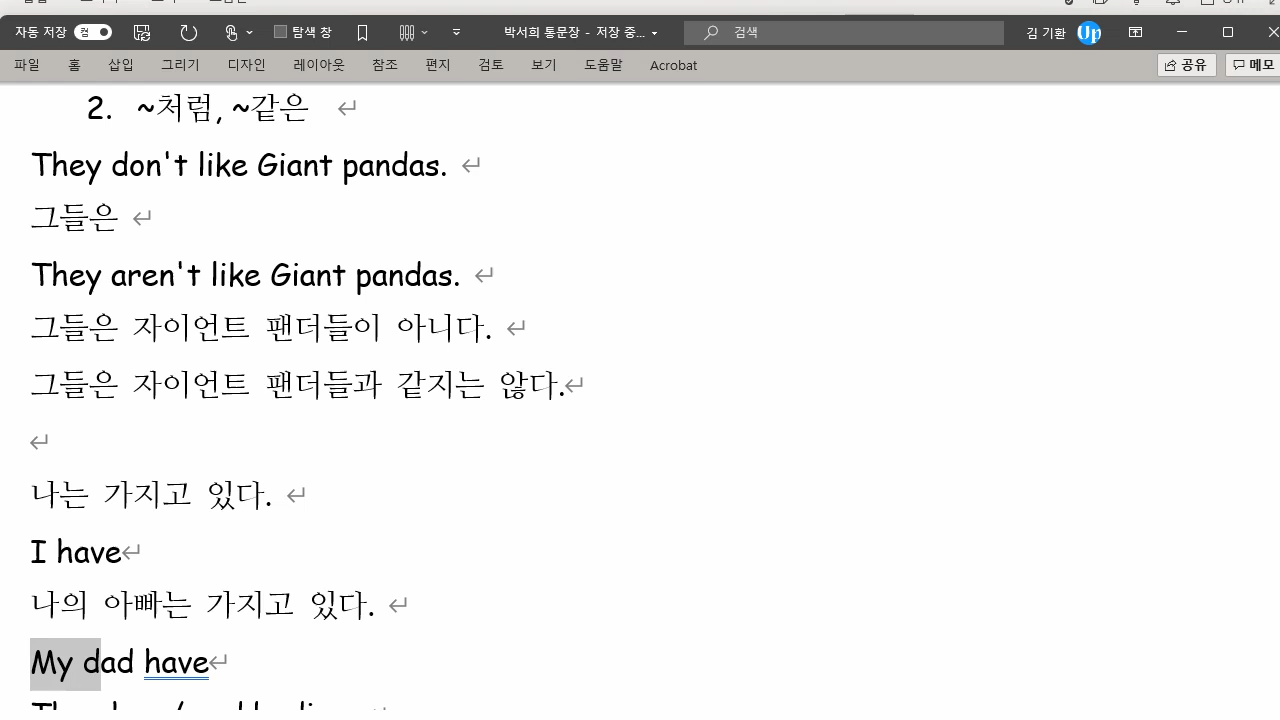 자동 저장 컴 탐색 창 박서희 통문장 - 저장 중... 검색 김 기환 Up
파일 홈 삽입 그리기 디자인 레이아웃 참조 편지 검토 보기 도움말 Acrobat 공유 메모
2. ~처럼, ~같은
They don't like Giant pandas.
그들은
They aren't like Giant pandas.
그들은 자이언트 팬더들이 아니다.
그들은 자이언트 팬더들과 같지는 않다.
나는 가지고 있다.
I have
나의 아빠는 가지고 있다.
My dad have